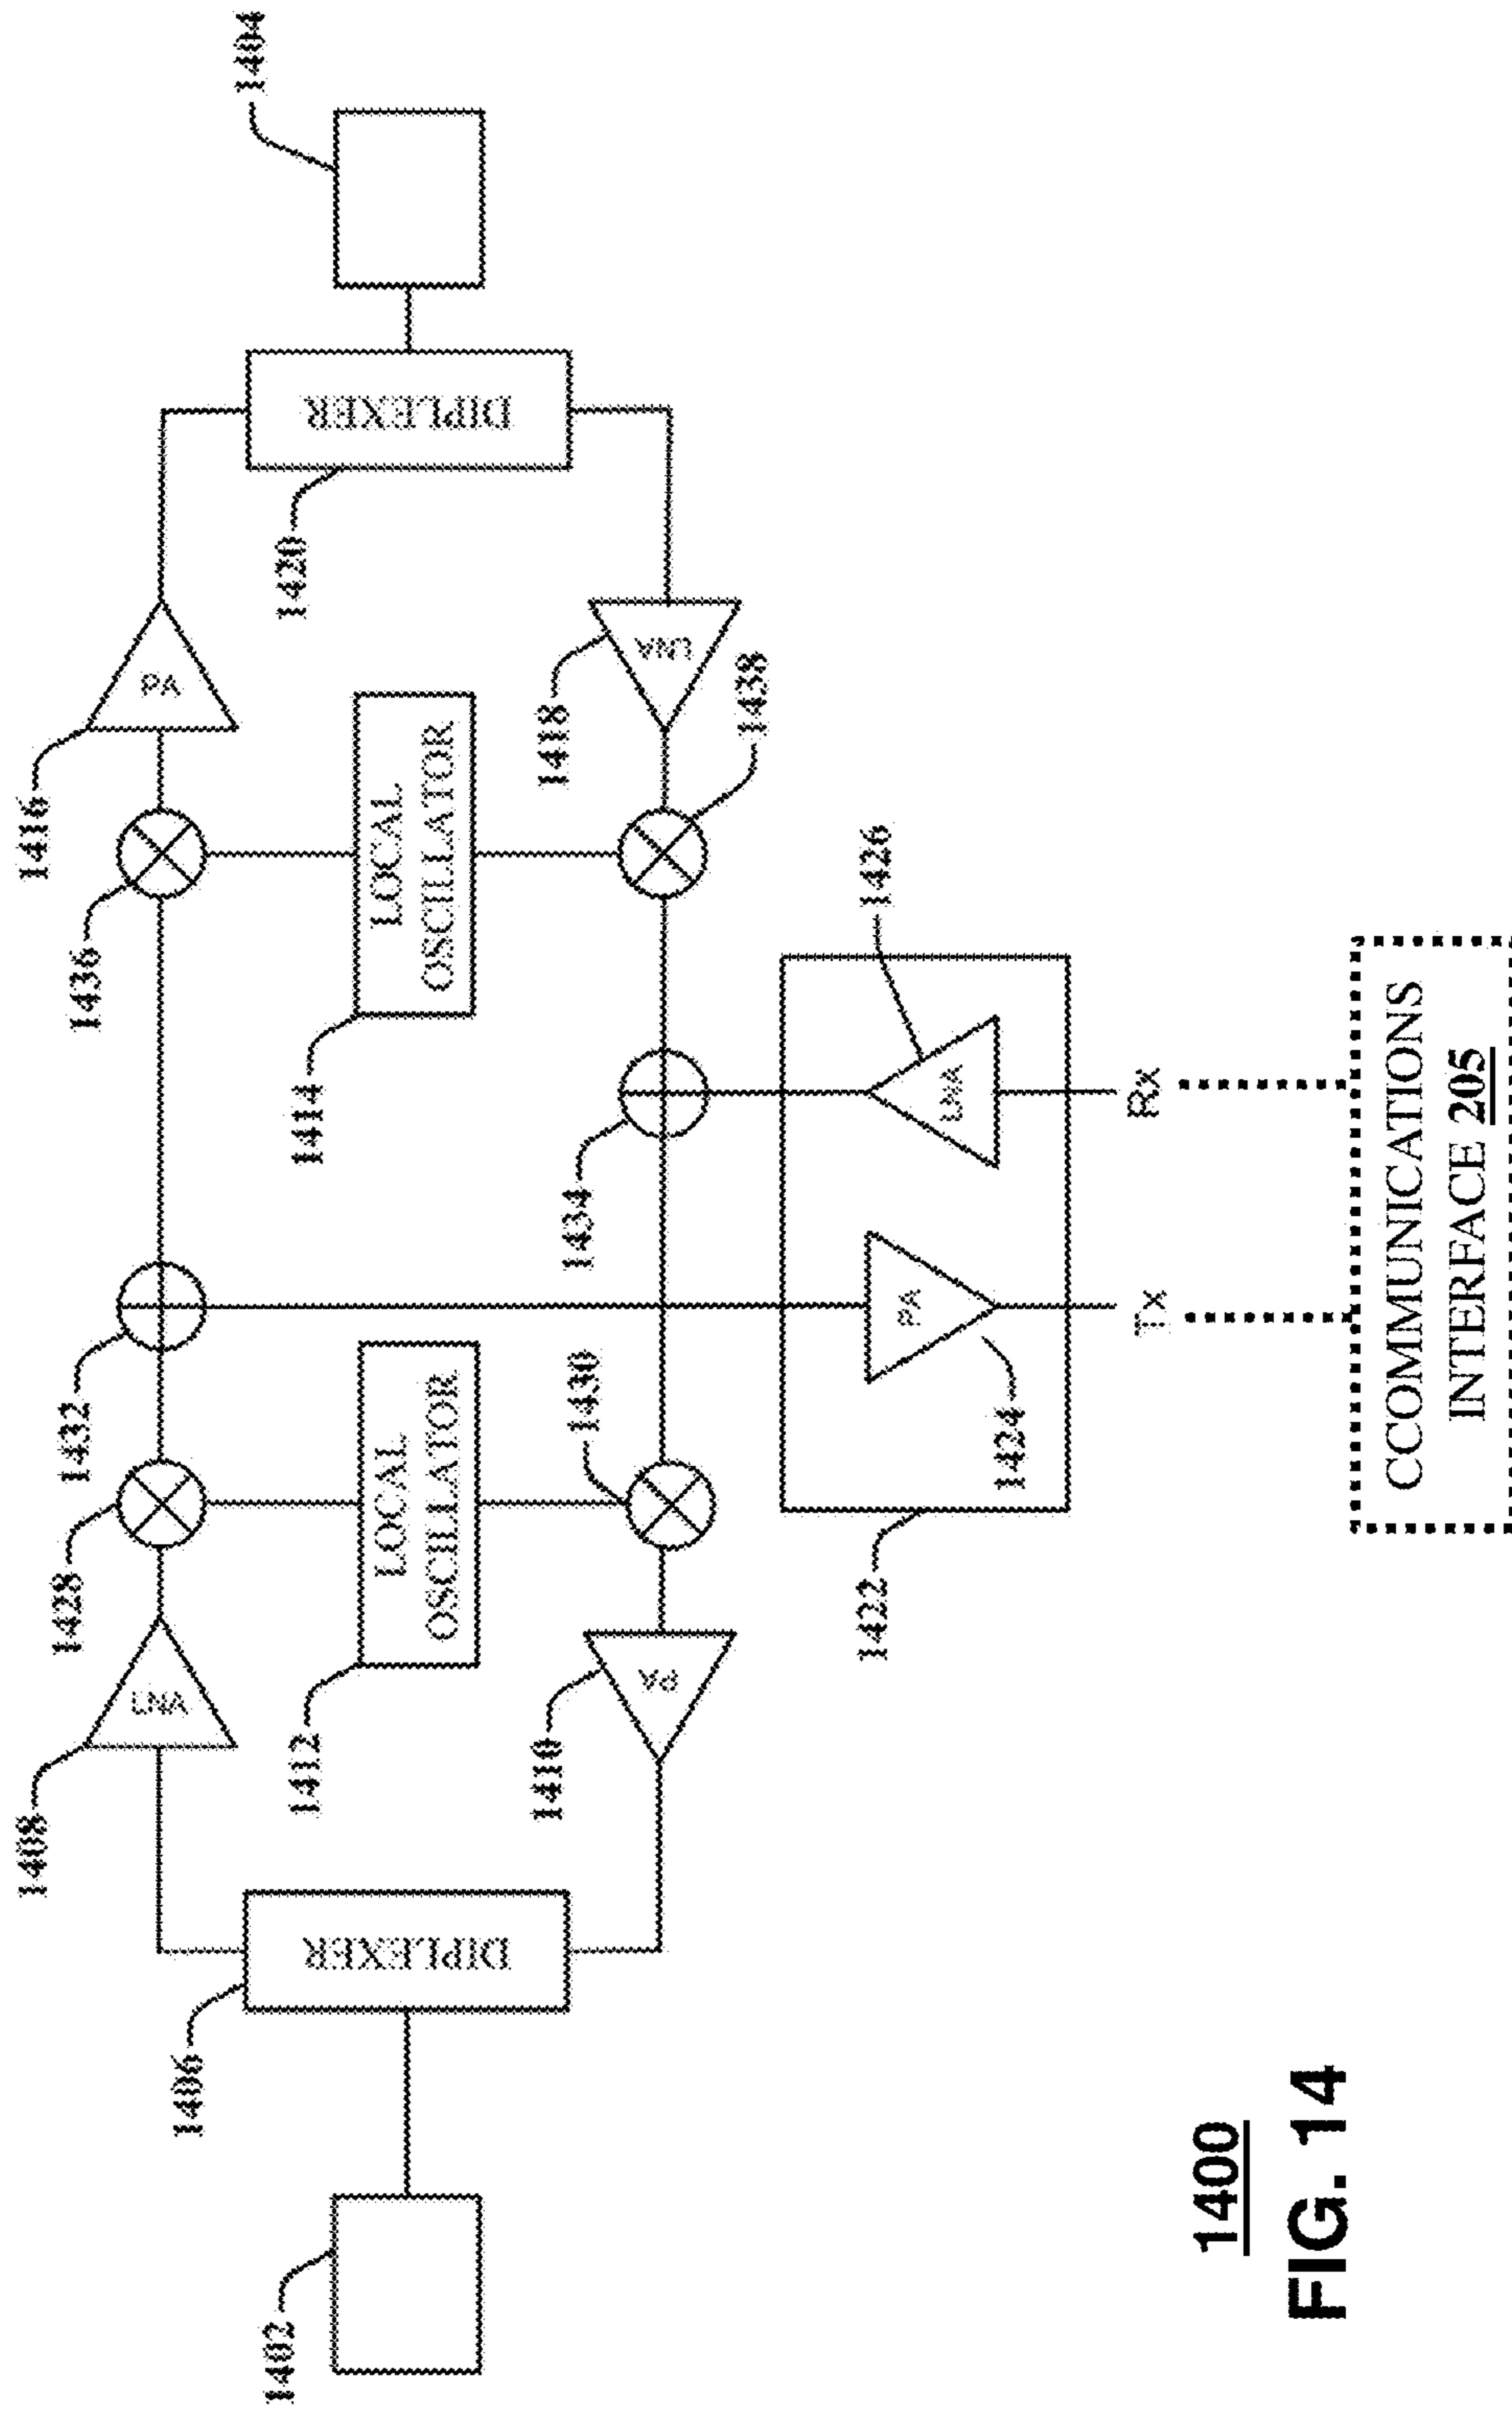 1404
1416
PA
1420
DIPLEXER
1436
LOCAL
OSCILLATOR
1414
1418
LNA
1438
1432
1434
1426
LNA
Rx
1428
LOCAL
OSCILLATOR
1412
1430
PA
1424
Tx
1422
CCOMMUNICATIONS
INTERFACE 205
1408
LNA
1410
PA
1406
DIPLEXER
1402
1400
FIG. 14